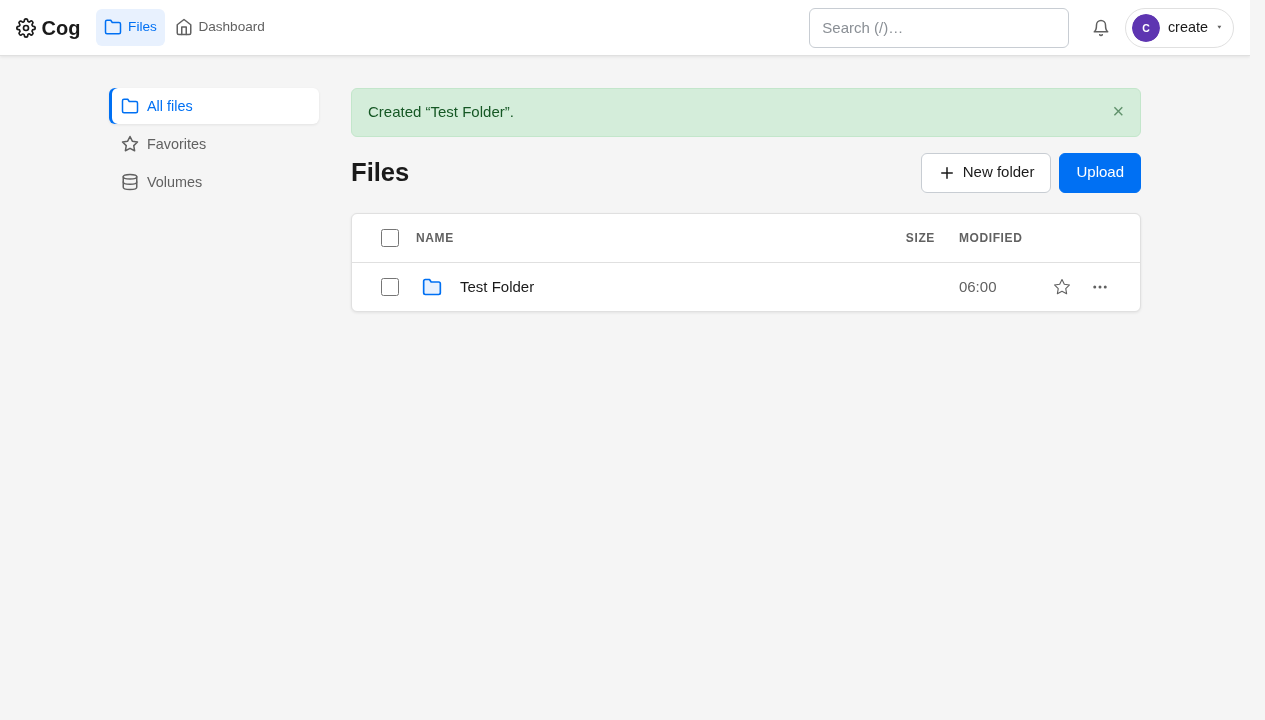 Cog
Files
Dashboard
Search (/)…
C
create
All files
Favorites
Volumes
Created “Test Folder”.
Files
New folder
Upload
NAME SIZE MODIFIED
Test Folder 06:00